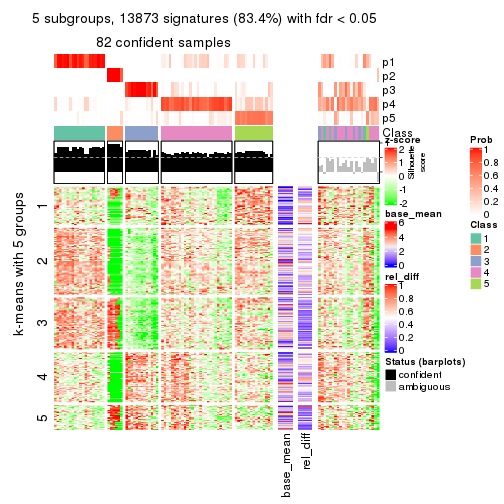 5 subgroups, 13873 signatures (83.4%) with fdr < 0.05
82 confident samples
p1
p2
p3
p4
p5
Class
Silhouette
score
1
2
3
4
5
k-means with 5 groups
base_mean
rel_diff
z-score
2
1
0
-1
-2
base_mean
6
4
2
0
rel_diff
1
0.8
0.6
0.4
0.2
0
Status (barplots)
confident
ambiguous
Prob
1
0.8
0.6
0.4
0.2
0
Class
1
2
3
4
5